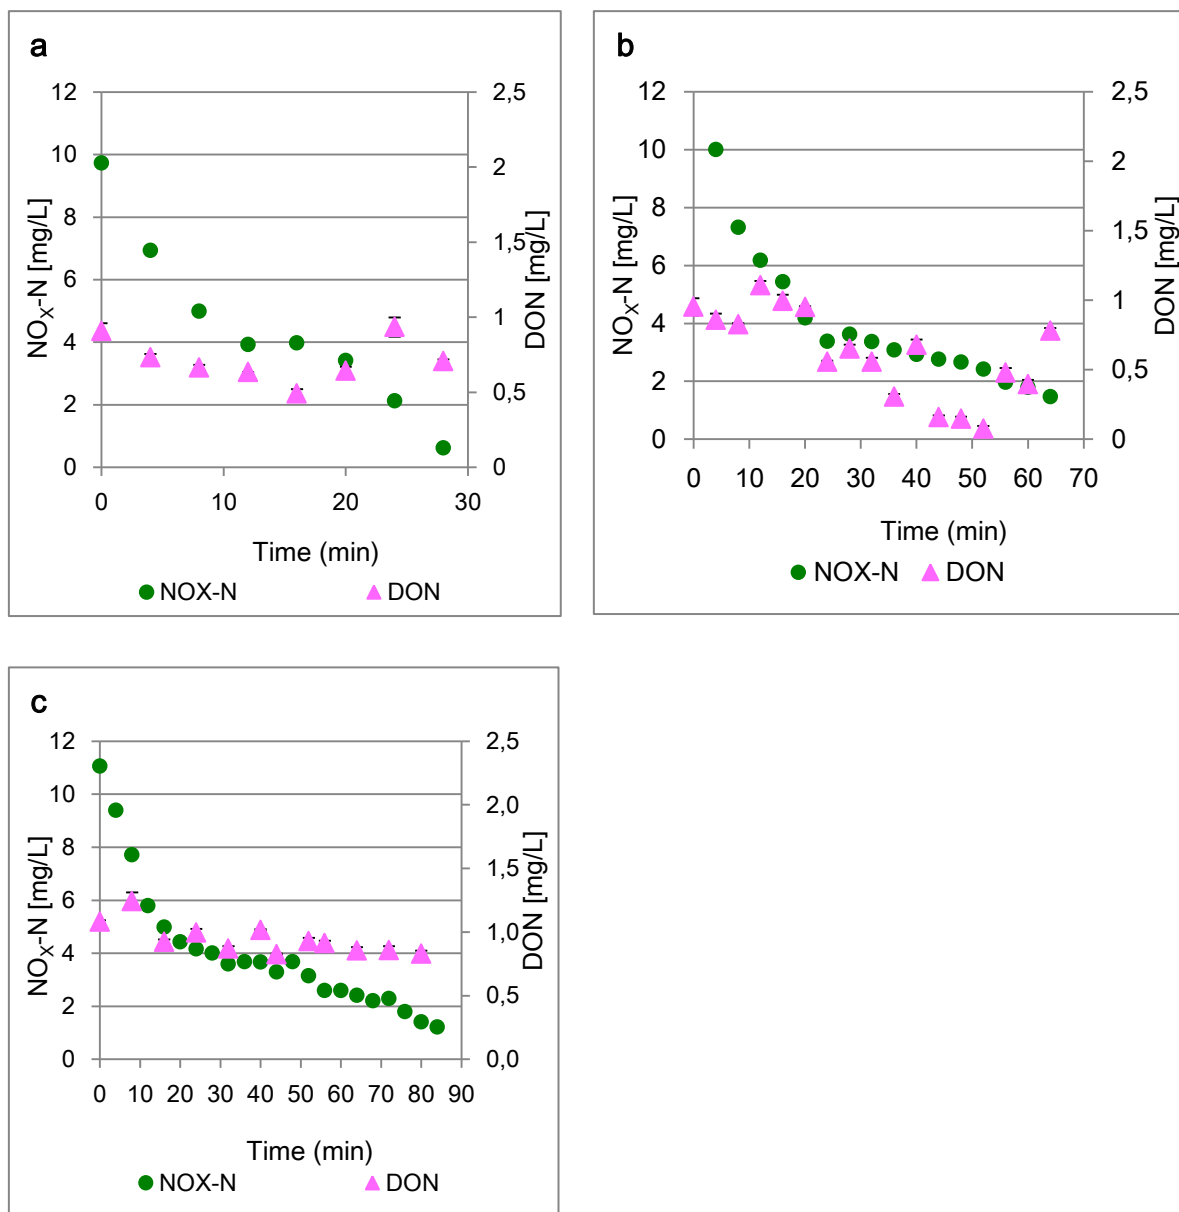 a
12
10
8
6
4
2
0
NOX-N [mg/L]
2,5
2
1,5
1
0,5
0
DON [mg/L]
0 10 20 30
Time (min)
NOX-N DON
b
12
10
8
6
4
2
0
NOX-N [mg/L]
2,5
2
1,5
1
0,5
0
DON [mg/L]
0 10 20 30 40 50 60 70
Time (min)
NOX-N DON
c
12
10
8
6
4
2
0
NOX-N [mg/L]
2,5
2,0
1,5
1,0
0,5
0,0
DON [mg/L]
0 10 20 30 40 50 60 70 80 90
Time (min)
NOX-N DON